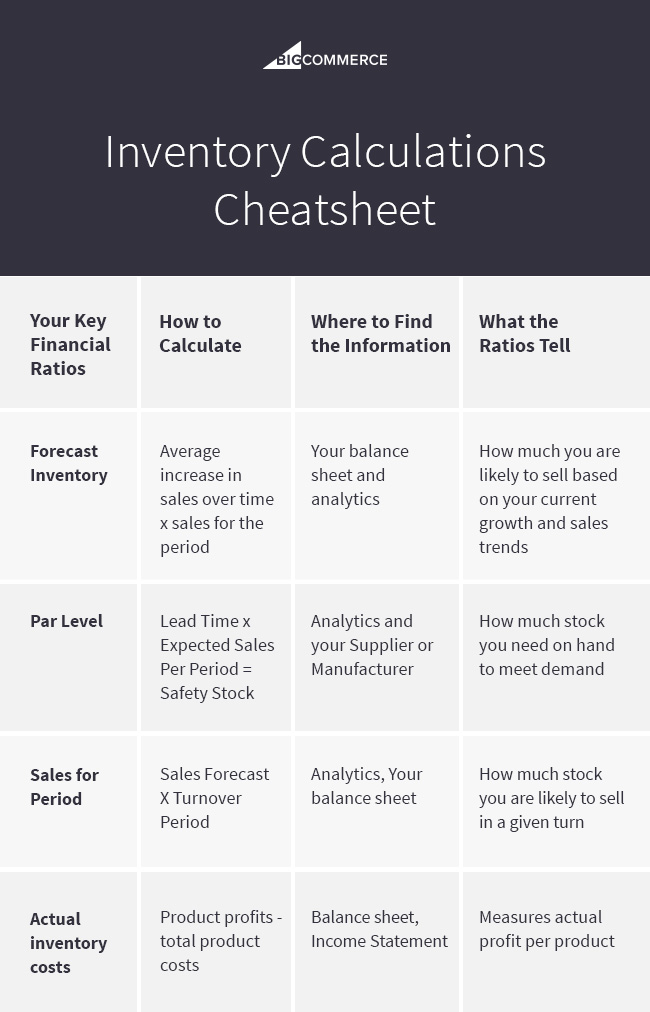 BIGCOMMERCE
Inventory Calculations
Cheatsheet
Your Key
Financial
Ratios
How to
Calculate
Where to Find
the Information
What the
Ratios Tell
Forecast
Inventory
Average
increase in
sales over time
x sales for the
period
Your balance
sheet and
analytics
How much you are
likely to sell based
on your current
growth and sales
trends
Par Level
Lead Time x
Expected Sales
Per Period =
Safety Stock
Analytics and
your Supplier or
Manufacturer
How much stock
you need on hand
to meet demand
Sales for
Period
Sales Forecast
X Turnover
Period
Analytics, Your
balance sheet
How much stock
you are likely to sell
in a given turn
Actual
inventory
costs
Product profits -
total product
costs
Balance sheet,
Income Statement
Measures actual
profit per product